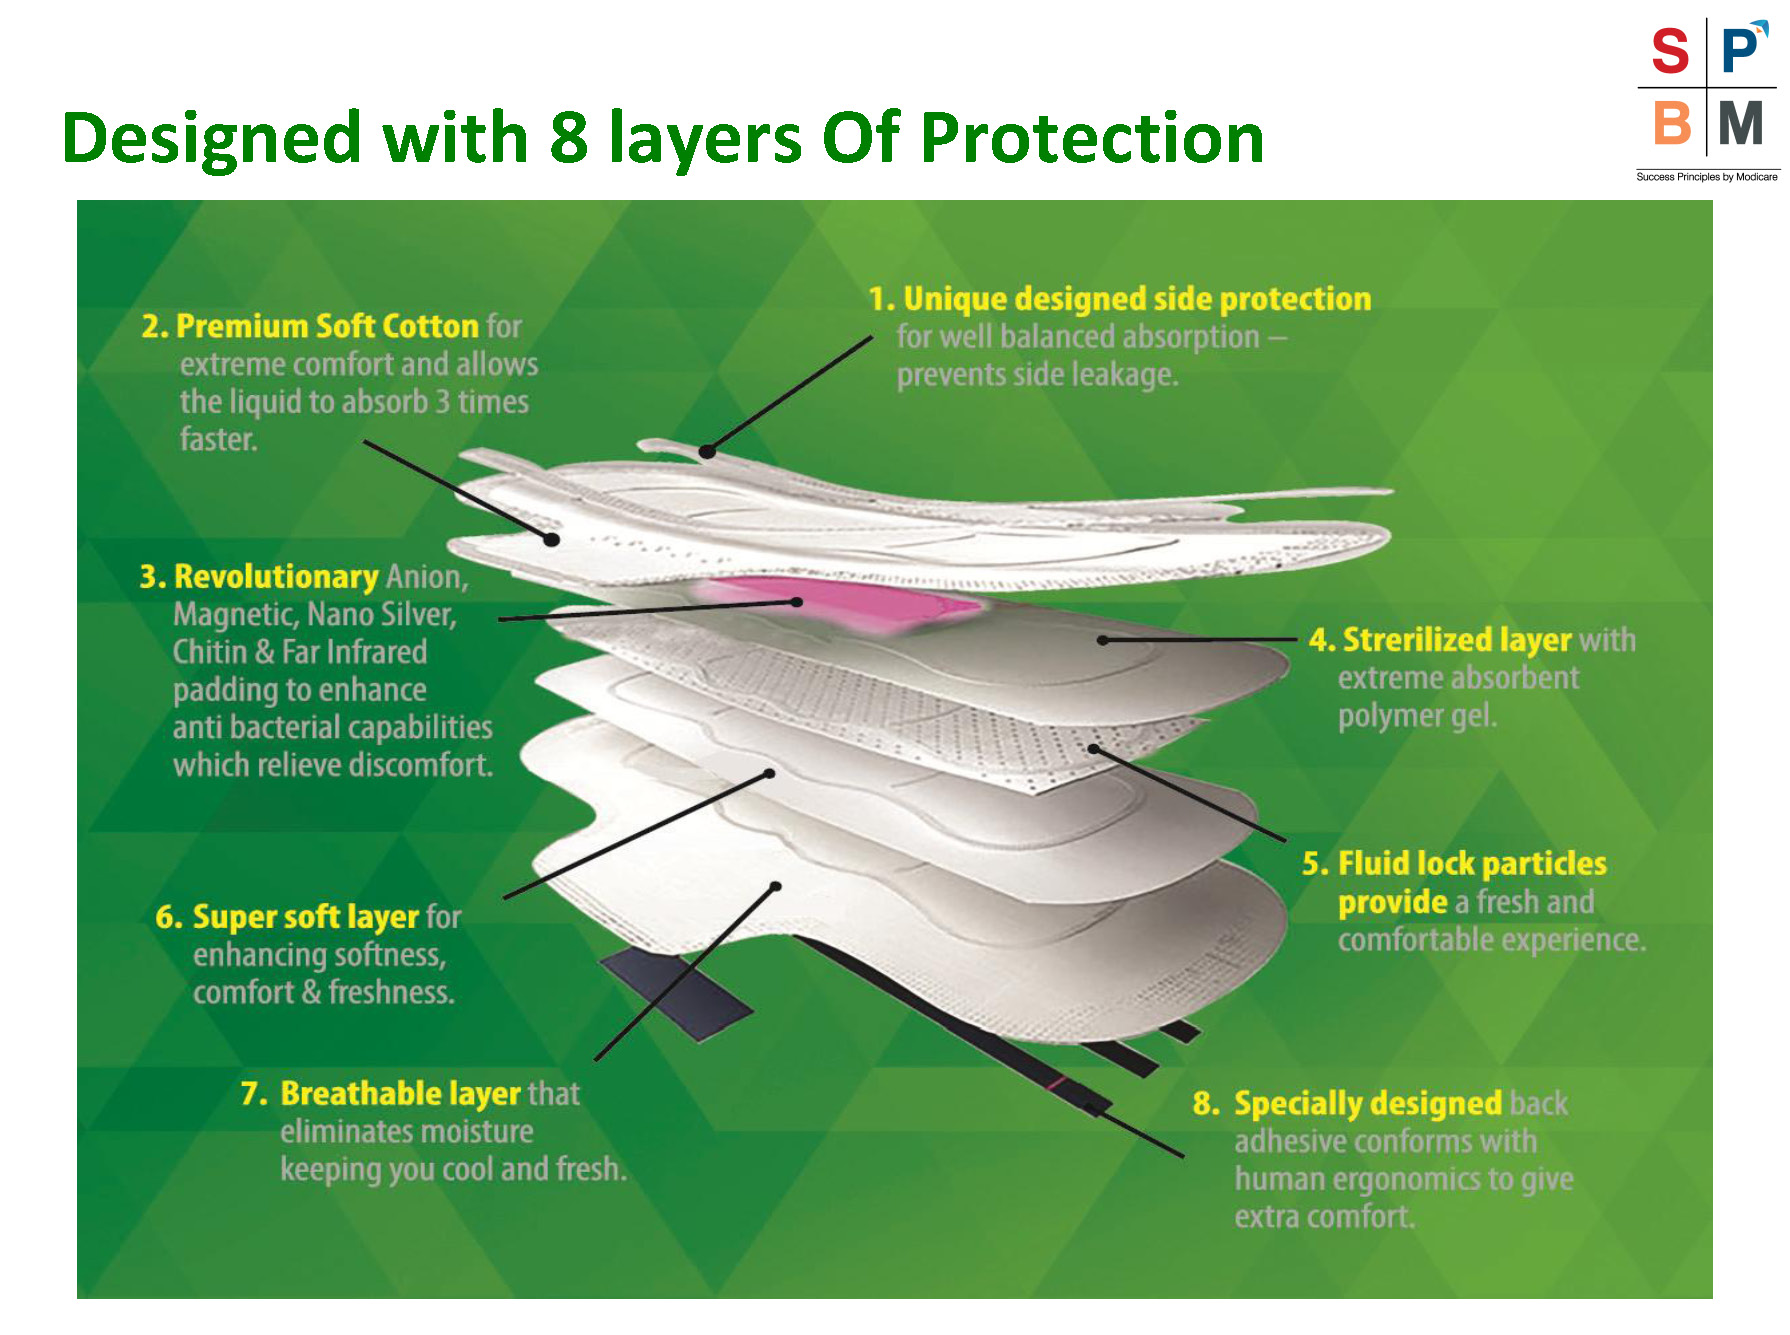 S P
B M
Success Principles by Modicare
Designed with 8 layers Of Protection
1. Unique designed side protection
for well balanced absorption –
prevents side leakage.
2. Premium Soft Cotton for
extreme comfort and allows
the liquid to absorb 3 times
faster.
3. Revolutionary Anion,
Magnetic, Nano Silver,
Chitin & Far Infrared
padding to enhance
anti bacterial capabilities
which relieve discomfort.
4. Strerilized layer with
extreme absorbent
polymer gel.
5. Fluid lock particles
provide a fresh and
comfortable experience.
6. Super soft layer for
enhancing softness,
comfort & freshness.
7. Breathable layer that
eliminates moisture
keeping you cool and fresh.
8. Specially designed back
adhesive conforms with
human ergonomics to give
extra comfort.